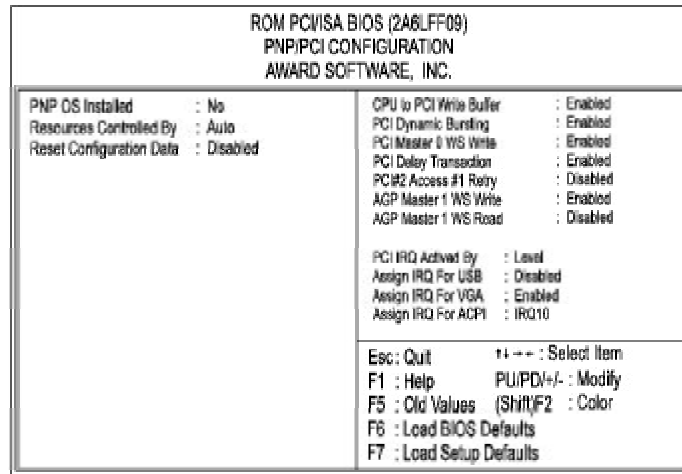 ROM PCI/ISA BIOS (2A6LFF09)
PNP/PCI CONFIGURATION
AWARD SOFTWARE, INC.
PNP OS Installed : No
Resources Controlled By : Auto
Reset Configuration Data : Disabled
CPU to PCI Write Buffer : Enabled
PCI Dynamic Bursting : Enabled
PCI Master 0 WS Write : Enabled
PCI Delay Transaction : Enabled
PCI#2 Access #1 Retry : Disabled
AGP Master 1 WS Write : Enabled
AGP Master 1 WS Read : Disabled
PCI IRQ Actived By : Level
Assign IRQ For USB : Disabled
Assign IRQ For VGA : Enabled
Assign IRQ For ACPI : IRQ10
Esc : Quit ↑↓→← : Select Item
F1 : Help PU/PD/+/- : Modify
F5 : Old Values (Shift)F2 : Color
F6 : Load BIOS Defaults
F7 : Load Setup Defaults